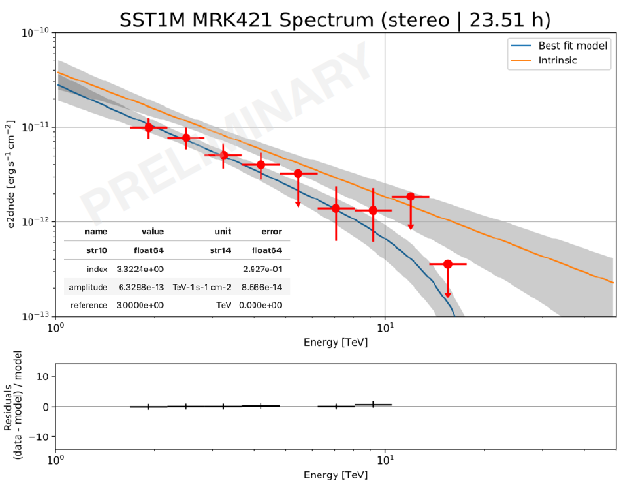 SST1M MRK421 Spectrum (stereo | 23.51 h)
10⁻¹⁰
Best fit model
Intrinsic
PRELIMINARY
10⁻¹¹
e2dnde [erg s⁻¹ cm⁻²]
10⁻¹²
name value unit error
str10 float64 str14 float64
index 3.3224e+00 2.927e-01
amplitude 6.3298e-13 TeV-1 s-1 cm-2 8.666e-14
reference 3.0000e+00 TeV 0.000e+00
10⁻¹³
10⁰ 10¹
Energy [TeV]
10
0
−10
Residuals
(data - model) / model
10⁰ 10¹
Energy [TeV]